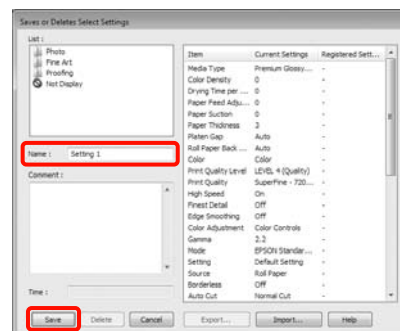 Saves or Deletes Select Settings
List :
Photo
Fine Art
Proofing
Not Display
Name : Setting 1
Comment :
Time :
Item Current Settings Registered Sett...
Media Type Premium Glossy... -
Color Density 0 -
Drying Time per ... 0 -
Paper Feed Adju... 0 -
Paper Suction 0 -
Paper Thickness 3 -
Platen Gap Auto -
Roll Paper Back ... Auto -
Color Color -
Print Quality Level LEVEL 4 (Quality) -
Print Quality SuperFine - 720... -
High Speed On -
Finest Detail Off -
Edge Smoothing Off -
Color Adjustment Color Controls -
Gamma 2.2 -
Mode EPSON Standar... -
Setting Default Setting -
Source Roll Paper -
Borderless Off -
Auto Cut Normal Cut -
Save Delete Cancel Export... Import... Help